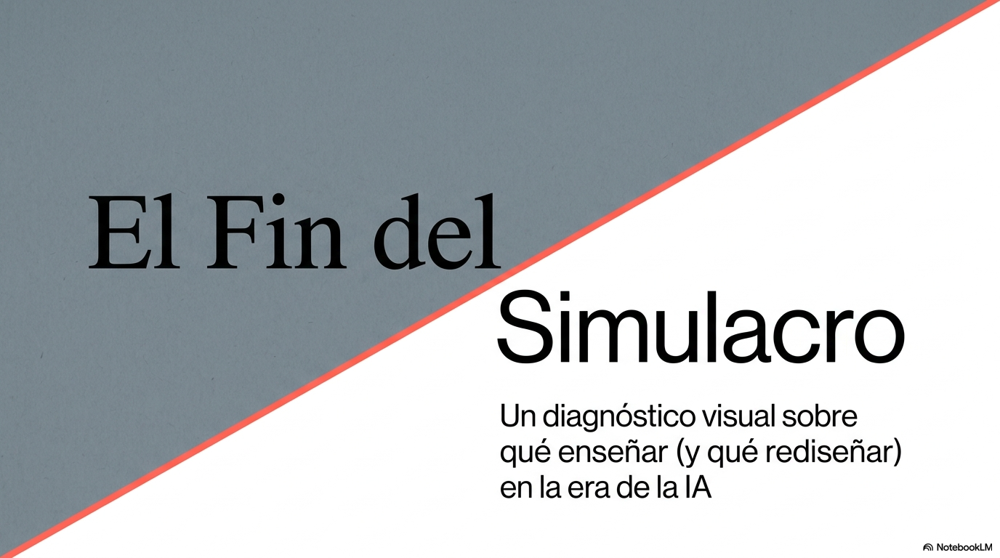 El Fin del
Simulacro
Un diagnóstico visual sobre
qué enseñar (y qué rediseñar)
en la era de la IA
NotebookLM